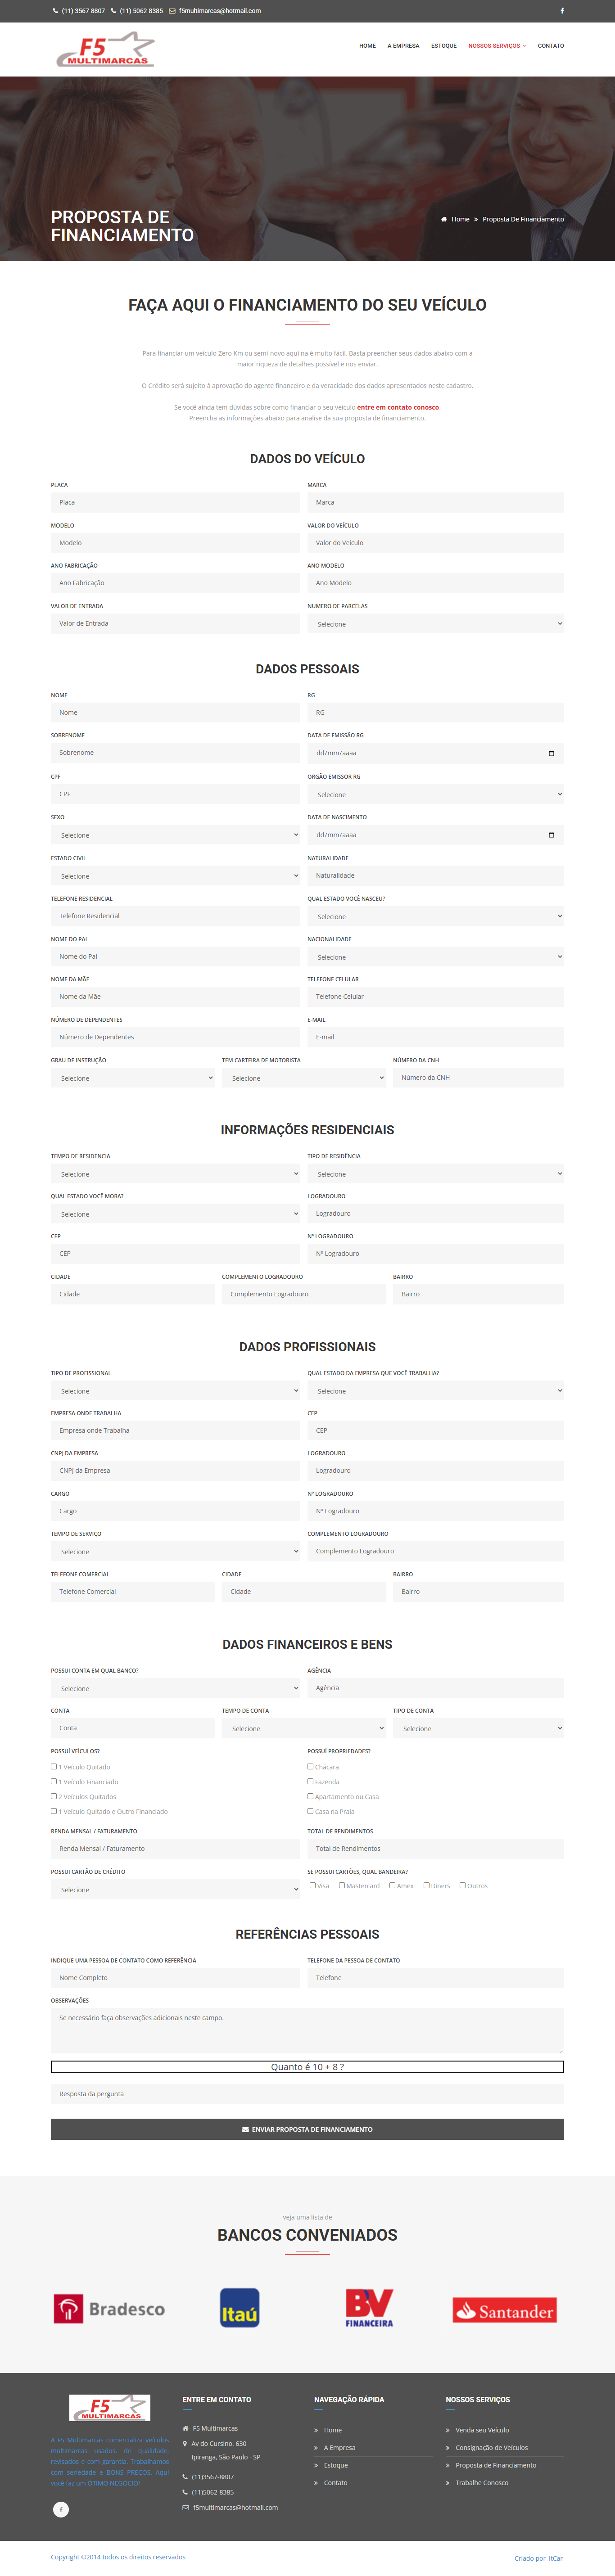 (11) 3567-8807 (11) 5062-8385 f5multimarcas@hotmail.com
F5
MULTIMARCAS
HOME A EMPRESA ESTOQUE NOSSOS SERVIÇOS CONTATO
PROPOSTA DE
FINANCIAMENTO
Home » Proposta De Financiamento
FAÇA AQUI O FINANCIAMENTO DO SEU VEÍCULO
Para financiar um veículo Zero Km ou semi-novo aqui na é muito fácil. Basta preencher seus dados abaixo com a
maior riqueza de detalhes possível e nos enviar.
O Crédito será sujeito à aprovação do agente financeiro e da veracidade dos dados apresentados neste cadastro.
Se você ainda tem dúvidas sobre como financiar o seu veículo entre em contato conosco.
Preencha as informações abaixo para analise da sua proposta de financiamento.
DADOS DO VEÍCULO
PLACA MARCA
Placa Marca
MODELO VALOR DO VEÍCULO
Modelo Valor do Veículo
ANO FABRICAÇÃO ANO MODELO
Ano Fabricação Ano Modelo
VALOR DE ENTRADA NUMERO DE PARCELAS
Valor de Entrada Selecione
DADOS PESSOAIS
NOME RG
Nome RG
SOBRENOME DATA DE EMISSÃO RG
Sobrenome dd/mm/aaaa
CPF ORGÃO EMISSOR RG
CPF Selecione
SEXO DATA DE NASCIMENTO
Selecione dd/mm/aaaa
ESTADO CIVIL NATURALIDADE
Selecione Naturalidade
TELEFONE RESIDENCIAL QUAL ESTADO VOCÊ NASCEU?
Telefone Residencial Selecione
NOME DO PAI NACIONALIDADE
Nome do Pai Selecione
NOME DA MÃE TELEFONE CELULAR
Nome da Mãe Telefone Celular
NÚMERO DE DEPENDENTES E-MAIL
Número de Dependentes E-mail
GRAU DE INSTRUÇÃO TEM CARTEIRA DE MOTORISTA NÚMERO DA CNH
Selecione Selecione Número da CNH
INFORMAÇÕES RESIDENCIAIS
TEMPO DE RESIDENCIA TIPO DE RESIDÊNCIA
Selecione Selecione
QUAL ESTADO VOCÊ MORA? LOGRADOURO
Selecione Logradouro
CEP Nº LOGRADOURO
CEP Nº Logradouro
CIDADE COMPLEMENTO LOGRADOURO BAIRRO
Cidade Complemento Logradouro Bairro
DADOS PROFISSIONAIS
TIPO DE PROFISSIONAL QUAL ESTADO DA EMPRESA QUE VOCÊ TRABALHA?
Selecione Selecione
EMPRESA ONDE TRABALHA CEP
Empresa onde Trabalha CEP
CNPJ DA EMPRESA LOGRADOURO
CNPJ da Empresa Logradouro
CARGO Nº LOGRADOURO
Cargo Nº Logradouro
TEMPO DE SERVIÇO COMPLEMENTO LOGRADOURO
Selecione Complemento Logradouro
TELEFONE COMERCIAL CIDADE BAIRRO
Telefone Comercial Cidade Bairro
DADOS FINANCEIROS E BENS
POSSUI CONTA EM QUAL BANCO? AGÊNCIA
Selecione Agência
CONTA TEMPO DE CONTA TIPO DE CONTA
Conta Selecione Selecione
POSSUÍ VEÍCULOS? POSSUÍ PROPRIEDADES?
1 Veículo Quitado Chácara
1 Veículo Financiado Fazenda
2 Veículos Quitados Apartamento ou Casa
1 Veículo Quitado e Outro Financiado Casa na Praia
RENDA MENSAL / FATURAMENTO TOTAL DE RENDIMENTOS
Renda Mensal / Faturamento Total de Rendimentos
POSSUI CARTÃO DE CRÉDITO SE POSSUI CARTÕES, QUAL BANDEIRA?
Selecione Visa Mastercard Amex Diners Outros
REFERÊNCIAS PESSOAIS
INDIQUE UMA PESSOA DE CONTATO COMO REFERÊNCIA TELEFONE DA PESSOA DE CONTATO
Nome Completo Telefone
OBSERVAÇÕES
Se necessário faça observações adicionais neste campo.
Quanto é 10 + 8 ?
Resposta da pergunta
ENVIAR PROPOSTA DE FINANCIAMENTO
veja uma lista de
BANCOS CONVENIADOS
Bradesco Itaú BV FINANCEIRA Santander
F5
MULTIMARCAS
A F5 Multimarcas comercializa veículos
multimarcas usados, de qualidade,
revisados e com garantia. Trabalhamos
com seriedade e BONS PREÇOS. Aqui
você faz um ÓTIMO NEGÓCIO!
ENTRE EM CONTATO
F5 Multimarcas
Av do Cursino, 630
Ipiranga, São Paulo - SP
(11)3567-8807
(11)5062-8385
f5multimarcas@hotmail.com
NAVEGAÇÃO RÁPIDA
» Home
» A Empresa
» Estoque
» Contato
NOSSOS SERVIÇOS
» Venda seu Veículo
» Consignação de Veículos
» Proposta de Financiamento
» Trabalhe Conosco
Copyright ©2014 todos os direitos reservados
Criado por ItCar